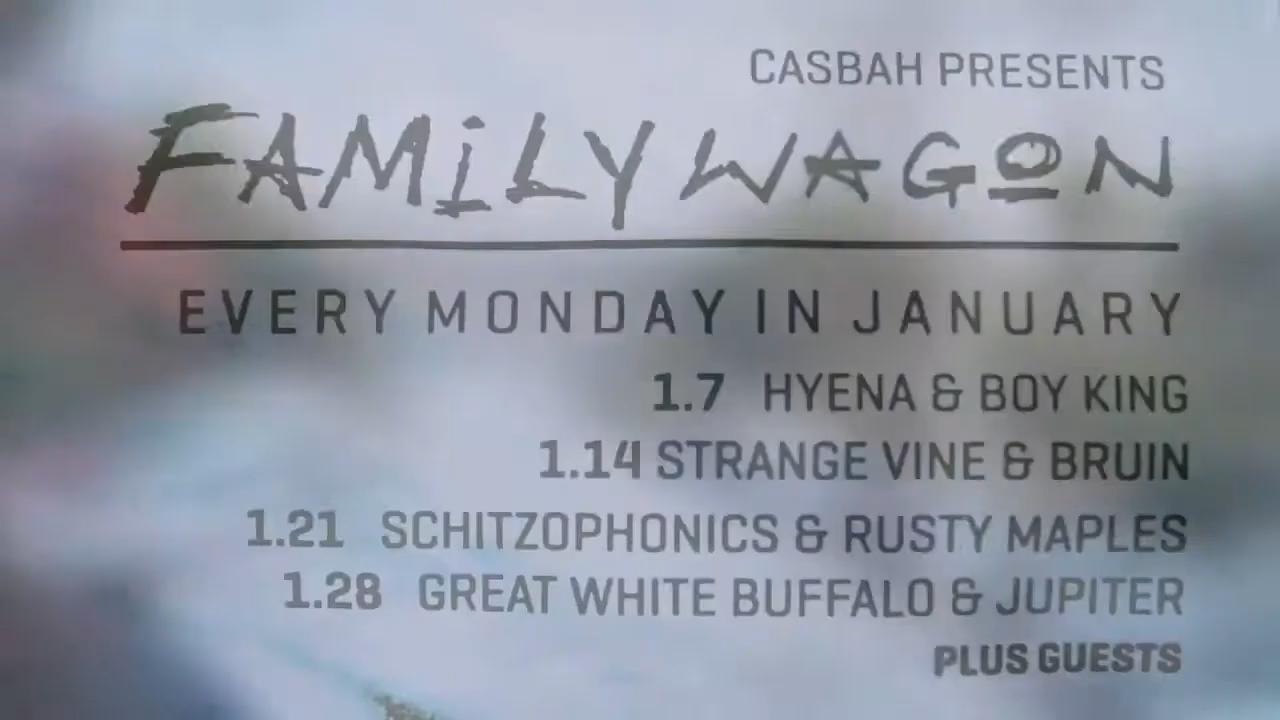 CASBAH PRESENTS
FAMiLY WAGON
EVERY MONDAY IN JANUARY
1.7 HYENA & BOY KING
1.14 STRANGE VINE & BRUIN
1.21 SCHITZOPHONICS & RUSTY MAPLES
1.28 GREAT WHITE BUFFALO & JUPITER
PLUS GUESTS